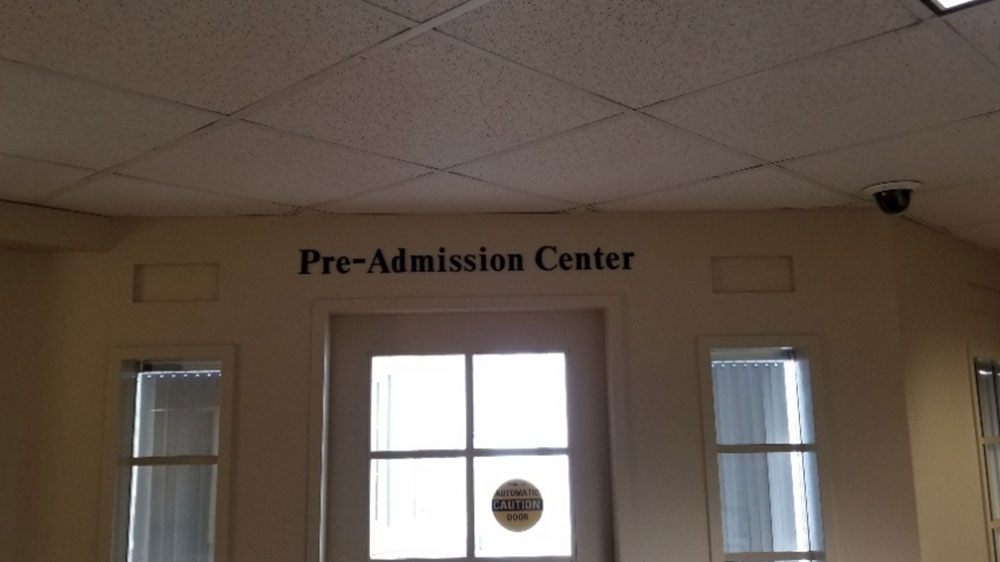 Pre-Admission Center
AUTOMATIC
CAUTION
DOOR